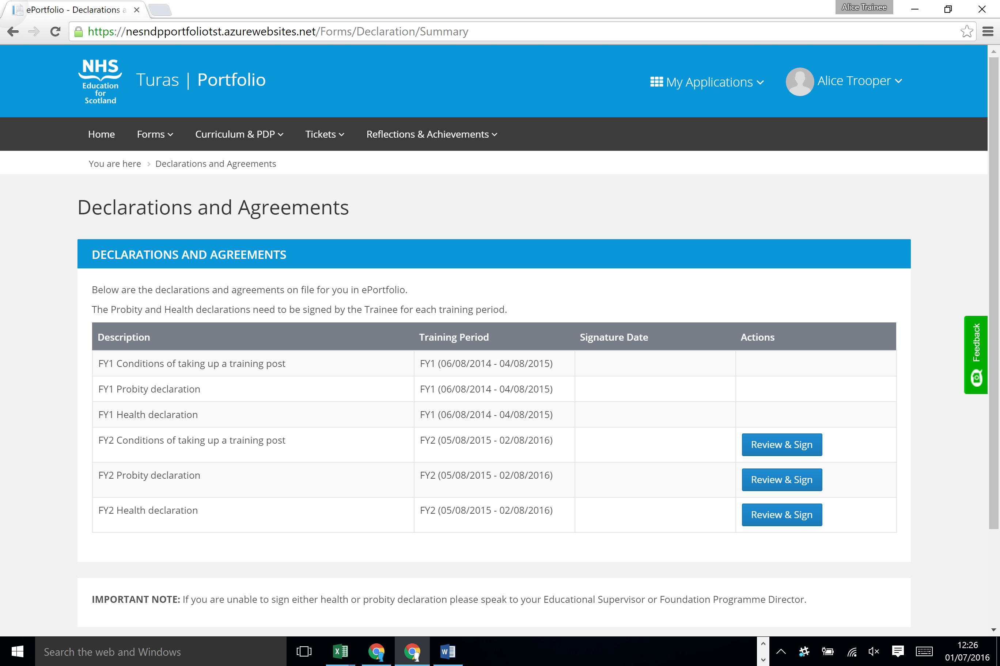 ePortfolio - Declarations a
Alice Trainee
https://nesndpportfoliotst.azurewebsites.net/Forms/Declaration/Summary
NHS
Education
for
Scotland
Turas | Portfolio
My Applications
Alice Trooper
Home Forms Curriculum & PDP Tickets Reflections & Achievements
You are here > Declarations and Agreements
Declarations and Agreements
DECLARATIONS AND AGREEMENTS
Below are the declarations and agreements on file for you in ePortfolio.
The Probity and Health declarations need to be signed by the Trainee for each training period.
Description Training Period Signature Date Actions
FY1 Conditions of taking up a training post FY1 (06/08/2014 - 04/08/2015)
FY1 Probity declaration FY1 (06/08/2014 - 04/08/2015)
FY1 Health declaration FY1 (06/08/2014 - 04/08/2015)
FY2 Conditions of taking up a training post FY2 (05/08/2015 - 02/08/2016) Review & Sign
FY2 Probity declaration FY2 (05/08/2015 - 02/08/2016) Review & Sign
FY2 Health declaration FY2 (05/08/2015 - 02/08/2016) Review & Sign
Feedback
IMPORTANT NOTE: If you are unable to sign either health or probity declaration please speak to your Educational Supervisor or Foundation Programme Director.
Search the web and Windows
12:26
01/07/2016